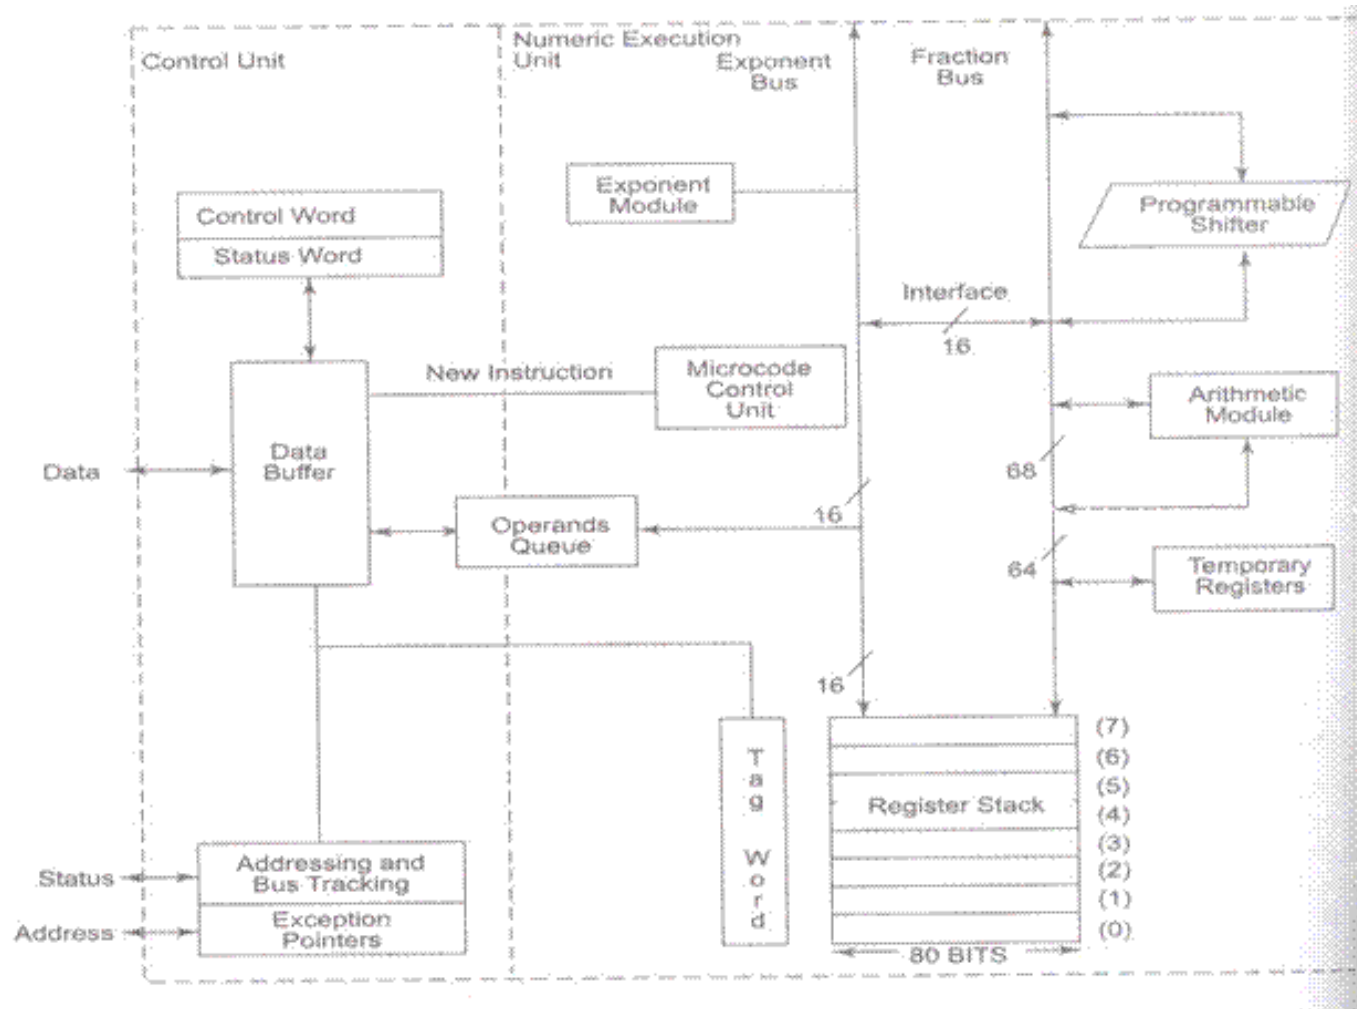 Control Unit
Numeric Execution
Unit
Exponent
Bus
Fraction
Bus
Exponent
Module
Programmable
Shifter
Control Word
Status Word
Interface
16
New Instruction
Microcode
Control
Unit
Arithmetic
Module
Data
Data
Buffer
68
16
Operands
Queue
64
Temporary
Registers
16
Tag Word
(7)
(6)
(5)
Register Stack
(4)
(3)
(2)
(1)
(0)
80 BITS
Status
Addressing and
Bus Tracking
Address
Exception
Pointers